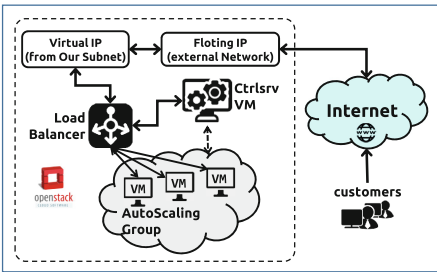 Virtual IP
(from Our Subnet)
Floting IP
(external Network)
Ctrlsrv
VM
Load
Balancer
Internet
WWW
VM
VM
VM
AutoScaling
Group
openstack
customers